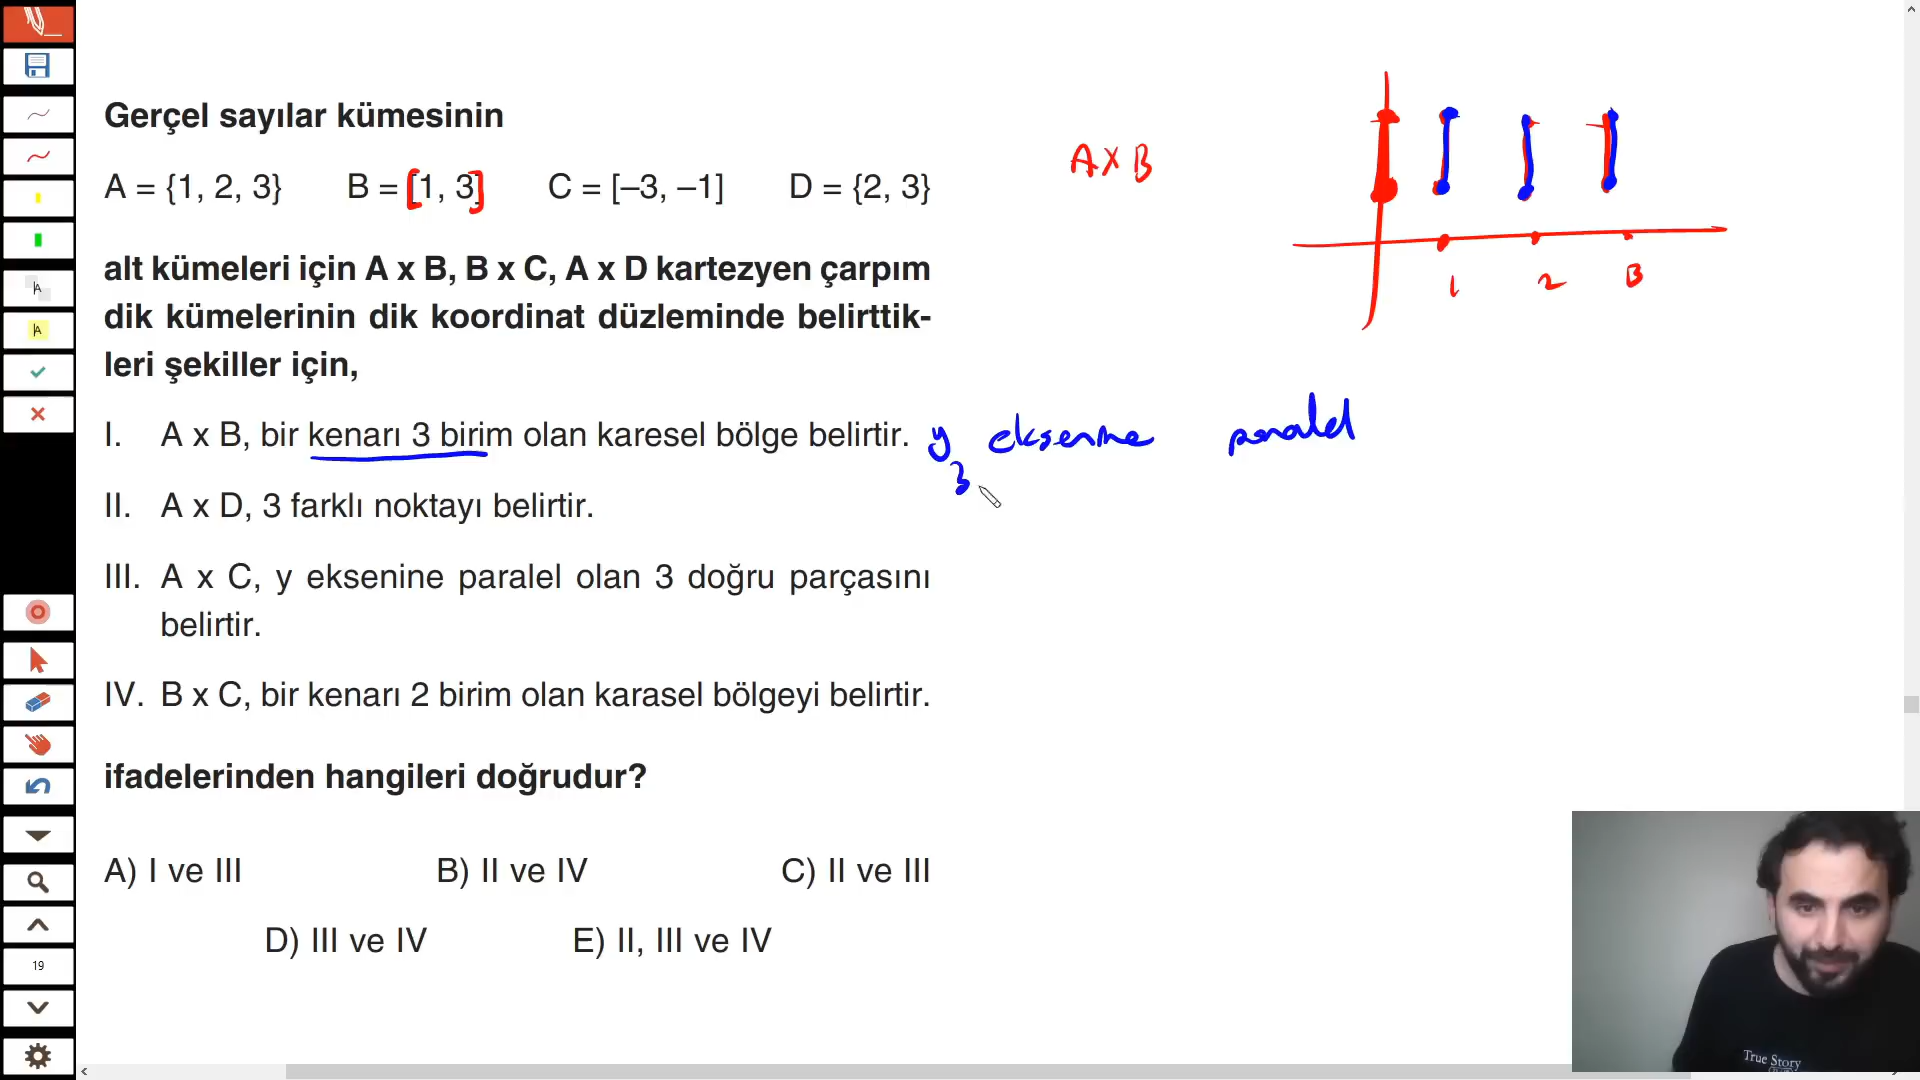 Gerçel sayılar kümesinin
A = {1, 2, 3} B = [1, 3] C = [–3, –1] D = {2, 3}
A x B
alt kümeleri için A x B, B x C, A x D kartezyen çarpım
dik kümelerinin dik koordinat düzleminde belirttik-
leri şekiller için,
1 2 3
I. A x B, bir kenarı 3 birim olan karesel bölge belirtir.
y eksenine paralel
3
II. A x D, 3 farklı noktayı belirtir.
III. A x C, y eksenine paralel olan 3 doğru parçasını
belirtir.
IV. B x C, bir kenarı 2 birim olan karasel bölgeyi belirtir.
ifadelerinden hangileri doğrudur?
A) I ve III B) II ve IV C) II ve III
D) III ve IV E) II, III ve IV
19
True Story